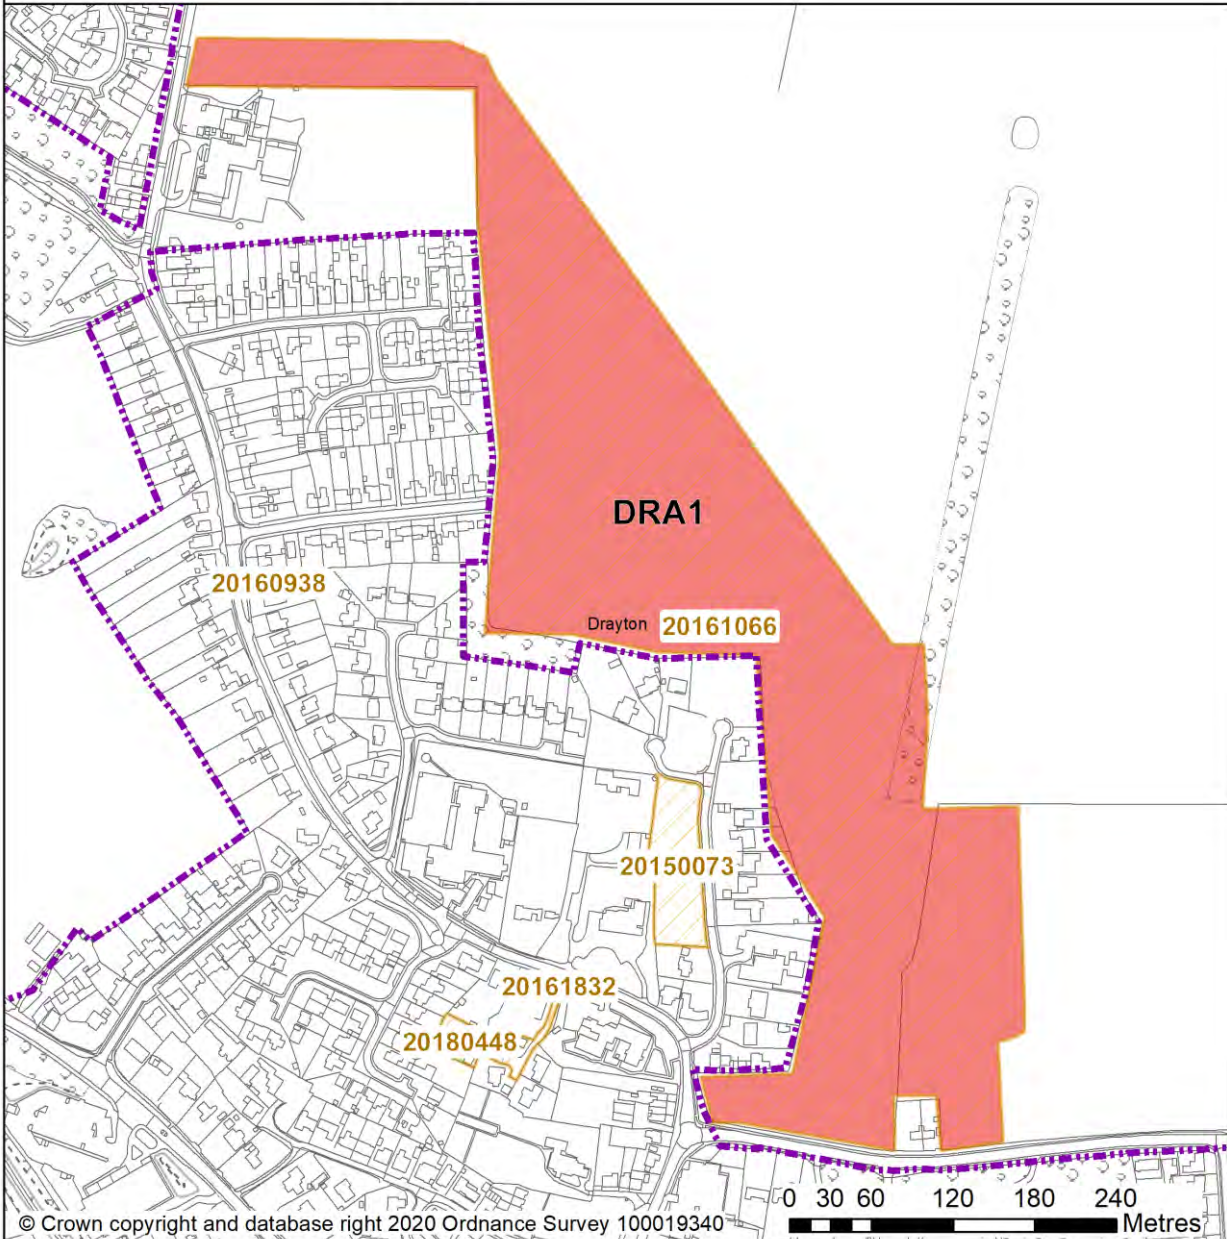 DRA1
20160938
Drayton 20161066
20150073
20161832
20180448
0 30 60 120 180 240
Metres
© Crown copyright and database right 2020 Ordnance Survey 100019340